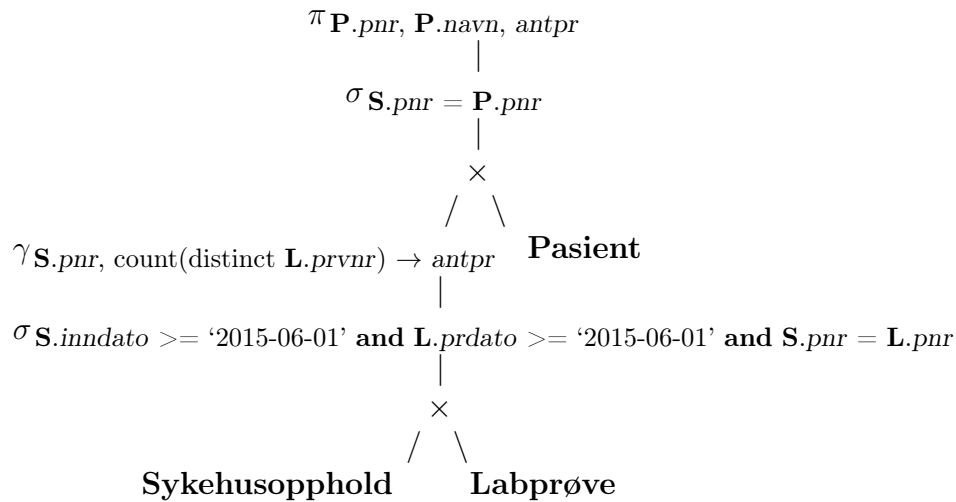 π P.pnr, P.navn, antpr
σ S.pnr = P.pnr
×
γ S.pnr, count(distinct L.prvnr) → antpr Pasient
σ S.inndato >= ‘2015-06-01’ and L.prdato >= ‘2015-06-01’ and S.pnr = L.pnr
×
Sykehusopphold Labprøve